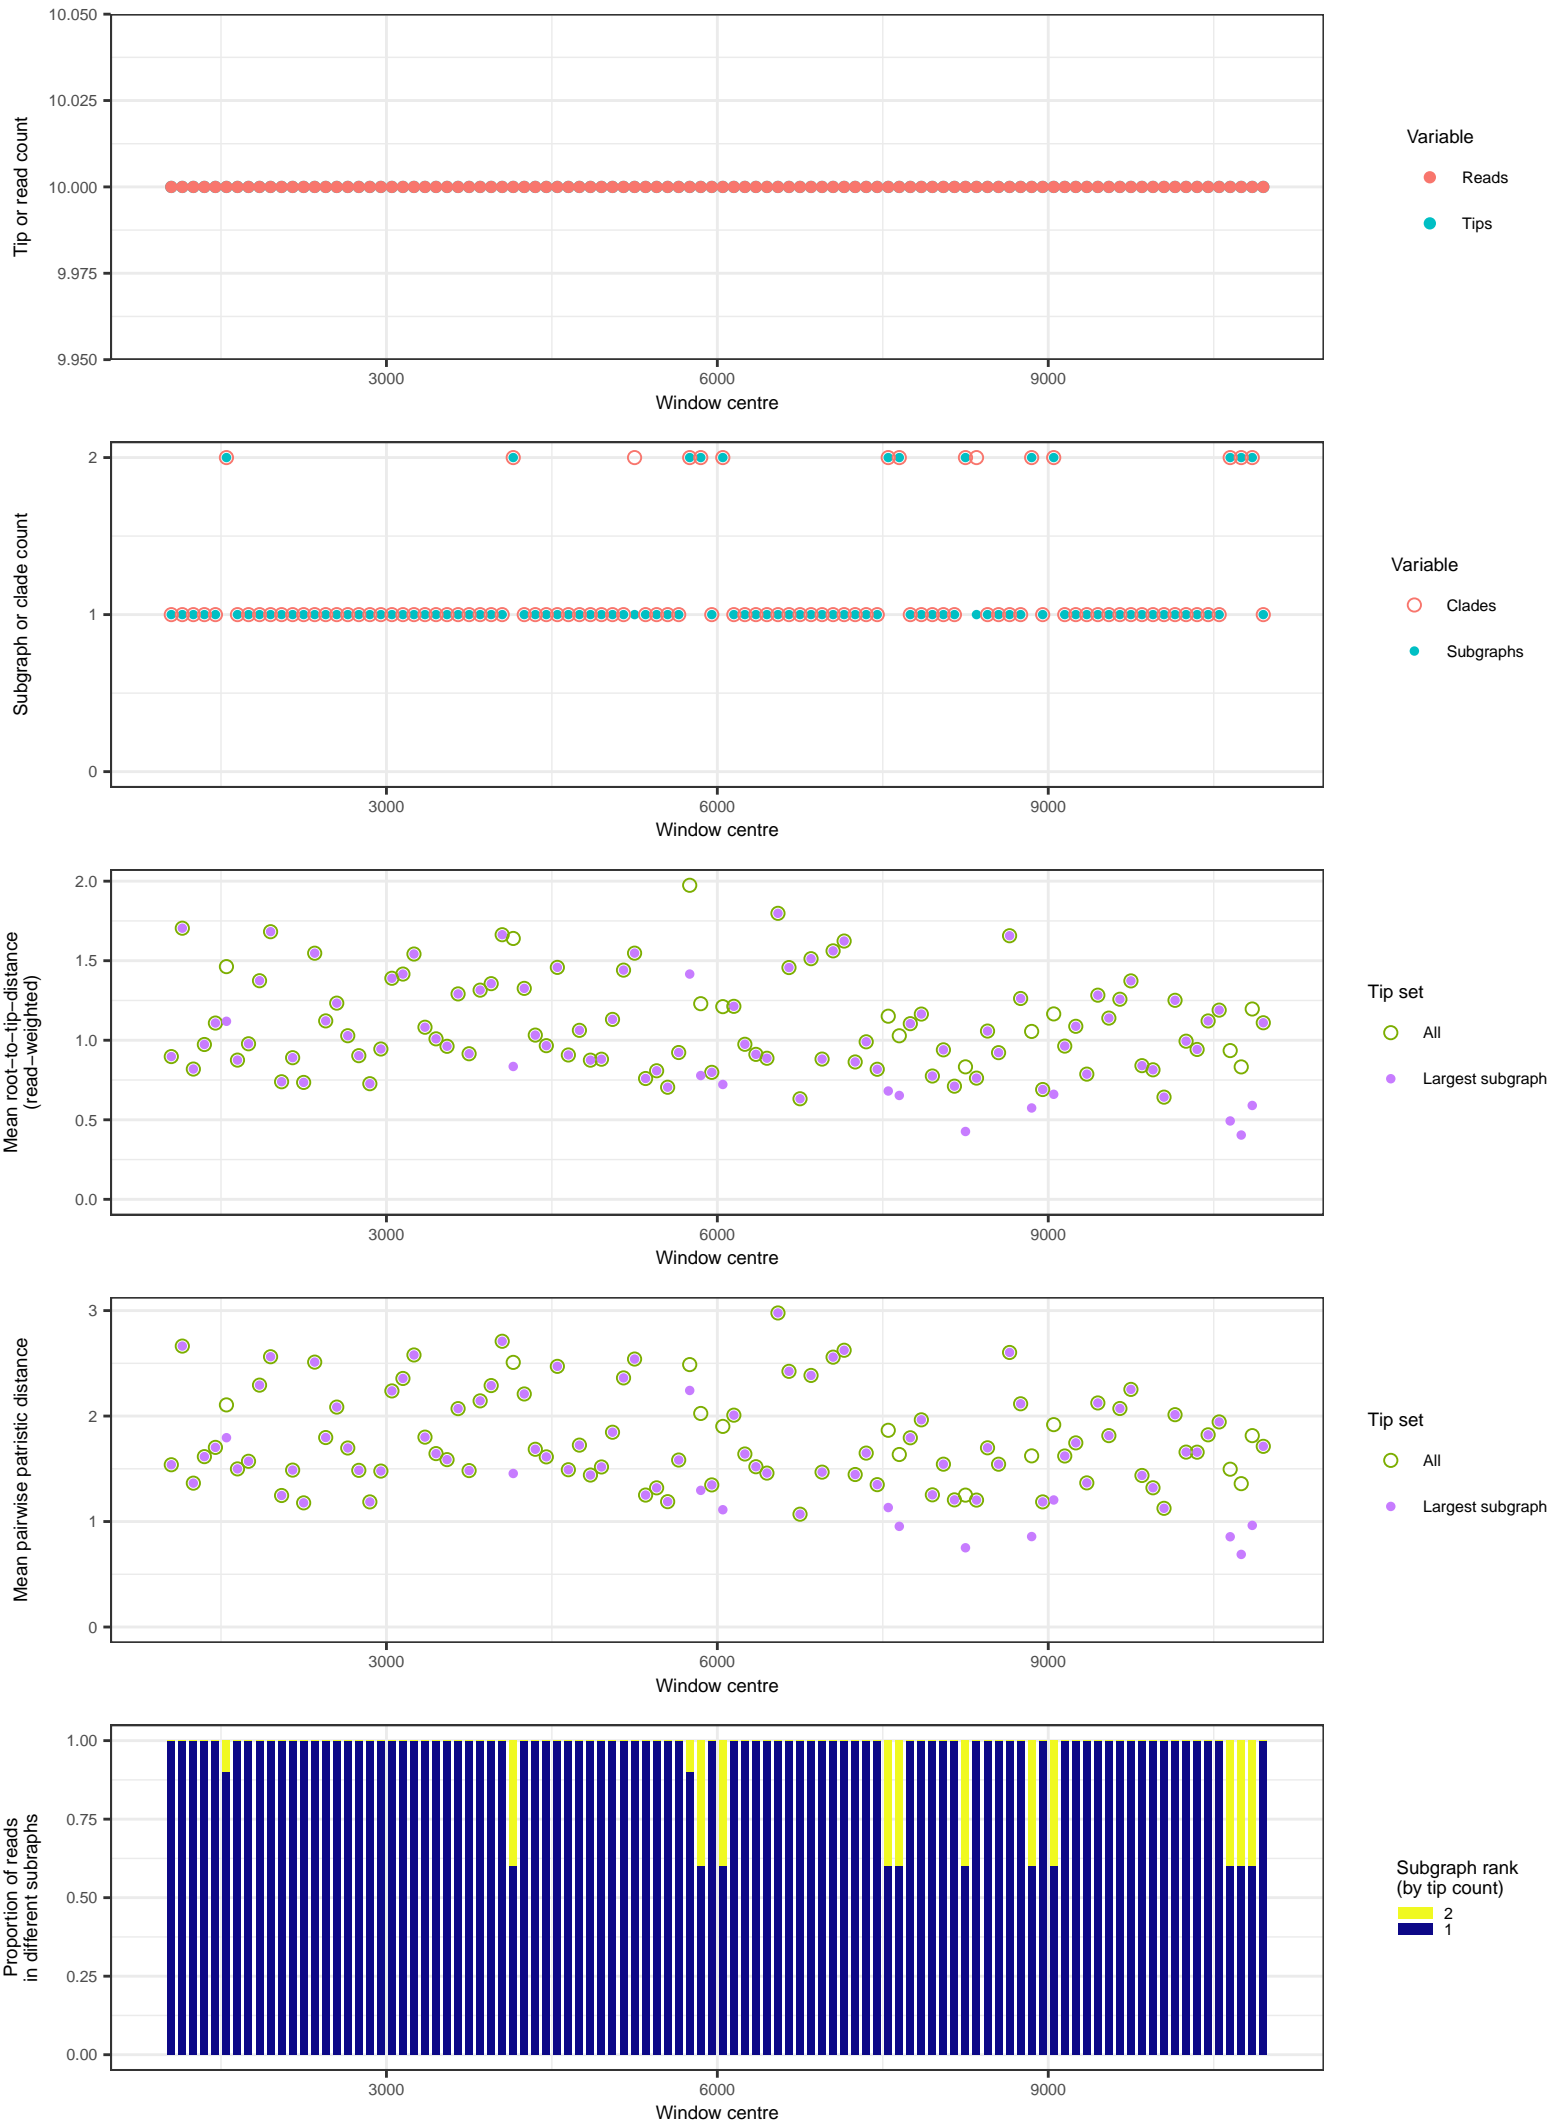 10.050
10.025
10.000
9.975
9.950
Tip or read count
3000
6000
9000
Window centre
Variable
Reads
Tips
2
1
0
Subgraph or clade count
3000
6000
9000
Window centre
Variable
Clades
Subgraphs
2.0
1.5
1.0
0.5
0.0
Mean root−to−tip−distance
(read−weighted)
3000
6000
9000
Window centre
Tip set
All
Largest subgraph
3
2
1
0
Mean pairwise patristic distance
3000
6000
9000
Window centre
Tip set
All
Largest subgraph
1.00
0.75
0.50
0.25
0.00
Proportion of reads
in different subraphs
3000
6000
9000
Window centre
Subgraph rank
(by tip count)
2
1